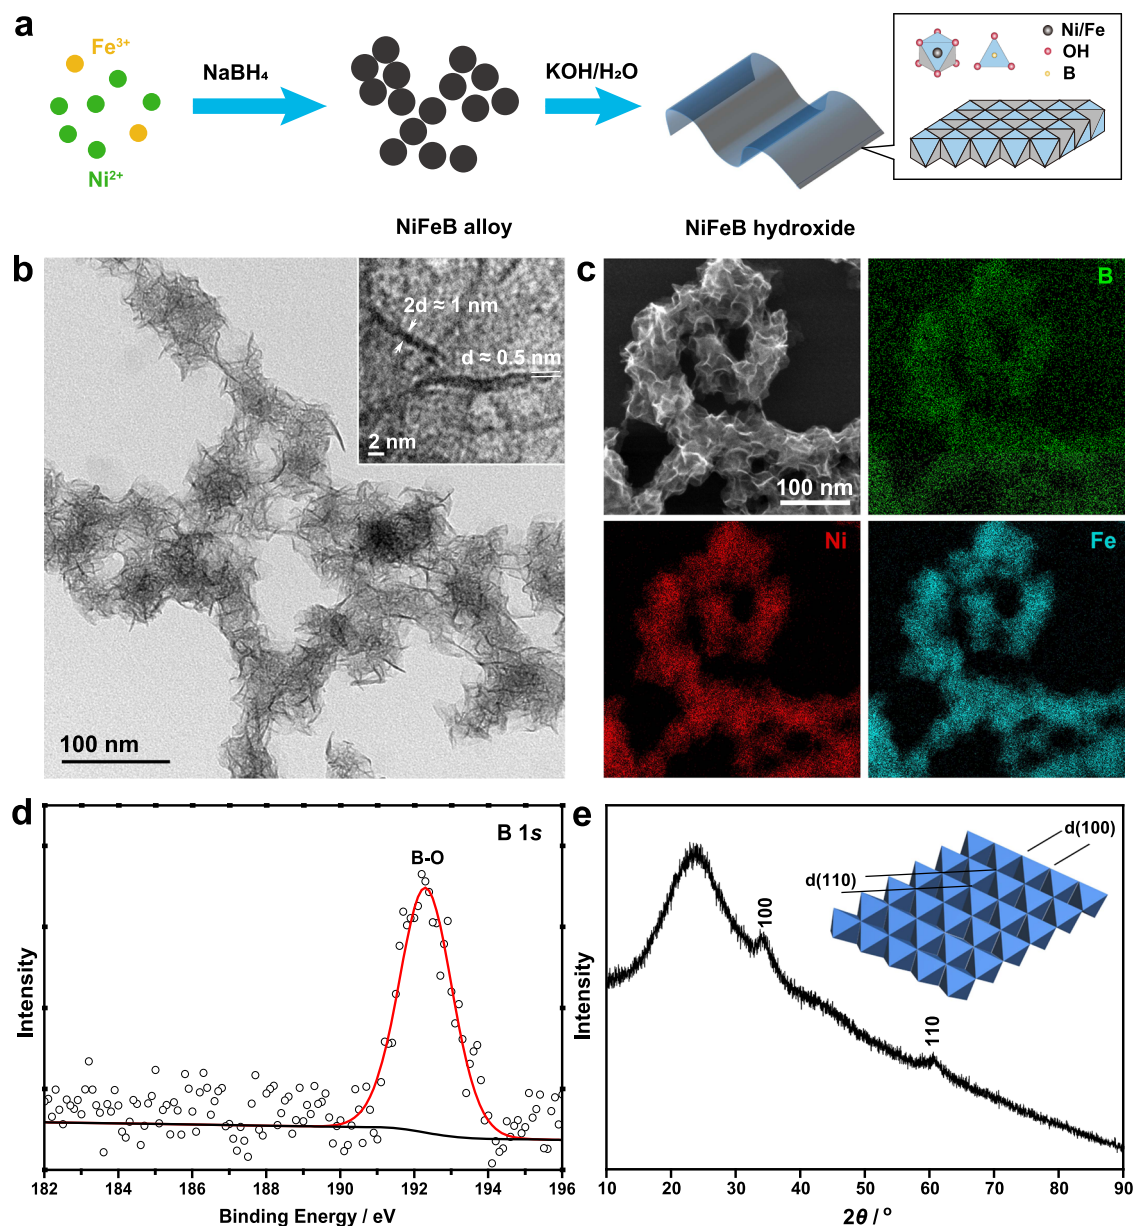 a
Fe³⁺
Ni²⁺
NaBH₄
KOH/H₂O
Ni/Fe
OH
B
NiFeB alloy
NiFeB hydroxide
b
2d ≈ 1 nm
d ≈ 0.5 nm
2 nm
100 nm
c
100 nm
B
Ni
Fe
d
B 1s
B-O
Intensity
182 184 186 188 190 192 194 196
Binding Energy / eV
e
d(100)
d(110)
100
110
Intensity
10 20 30 40 50 60 70 80 90
2θ / °